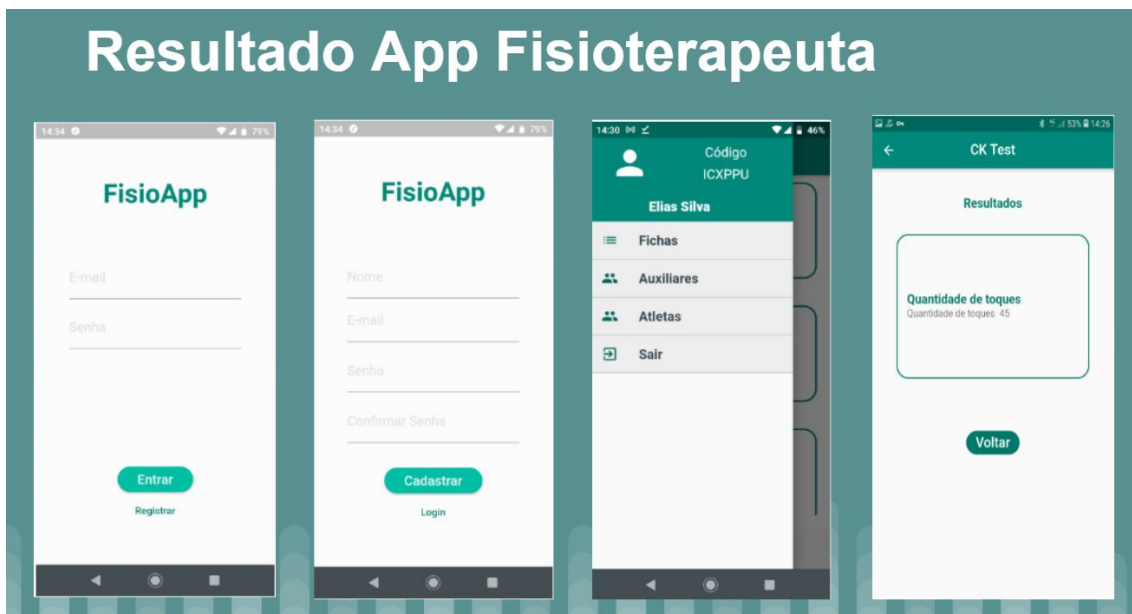 Resultado App Fisioterapeuta
14:34
79%
FisioApp
E-mail
Senha
Entrar
Registrar
14:34
79%
FisioApp
Nome
E-mail
Senha
Confirmar Senha
Cadastrar
Login
14:30
46%
Código
ICXPPU
Elias Silva
Fichas
Auxiliares
Atletas
Sair
53% 14:26
CK Test
Resultados
Quantidade de toques
Quantidade de toques 45
Voltar